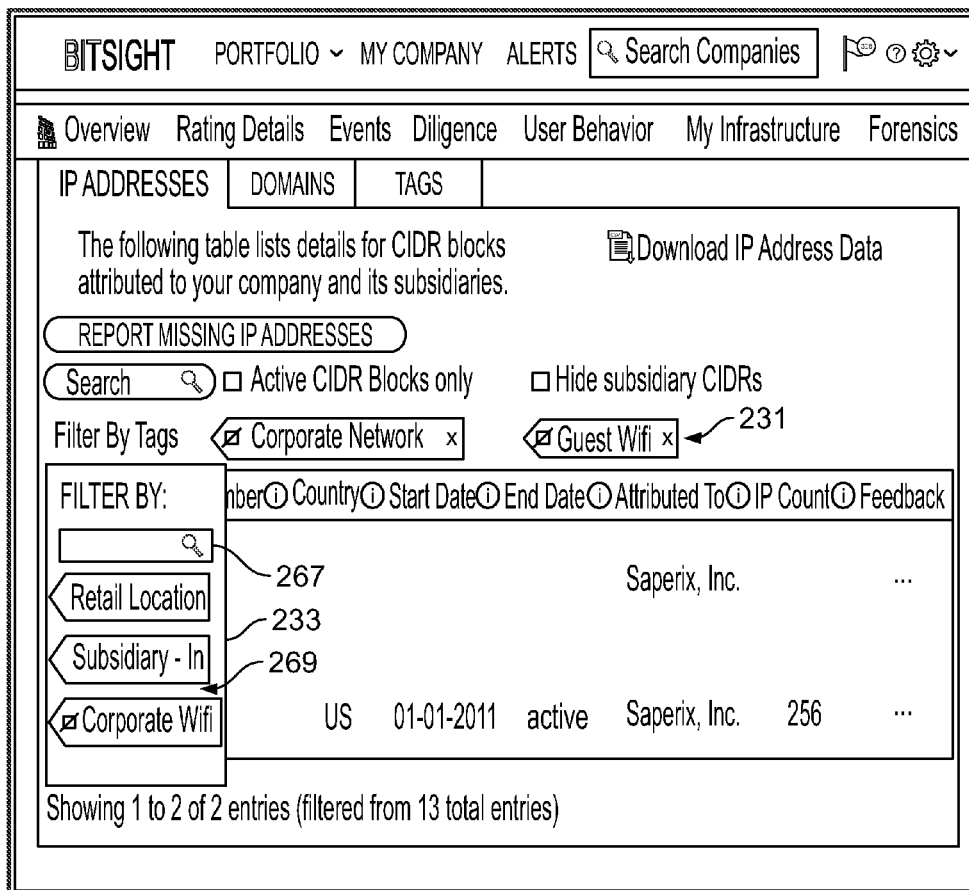 BITSIGHT PORTFOLIO MY COMPANY ALERTS Search Companies
Overview Rating Details Events Diligence User Behavior My Infrastructure Forensics
IP ADDRESSES DOMAINS TAGS
The following table lists details for CIDR blocks
attributed to your company and its subsidiaries.
Download IP Address Data
REPORT MISSING IP ADDRESSES
Search Active CIDR Blocks only Hide subsidiary CIDRs
Filter By Tags Corporate Network x Guest Wifi x 231
FILTER BY: nber i Country i Start Date i End Date i Attributed To i IP Count i Feedback
267
Retail Location Saperix, Inc. ...
233
Subsidiary - In 269
Corporate Wifi US 01-01-2011 active Saperix, Inc. 256 ...
Showing 1 to 2 of 2 entries (filtered from 13 total entries)